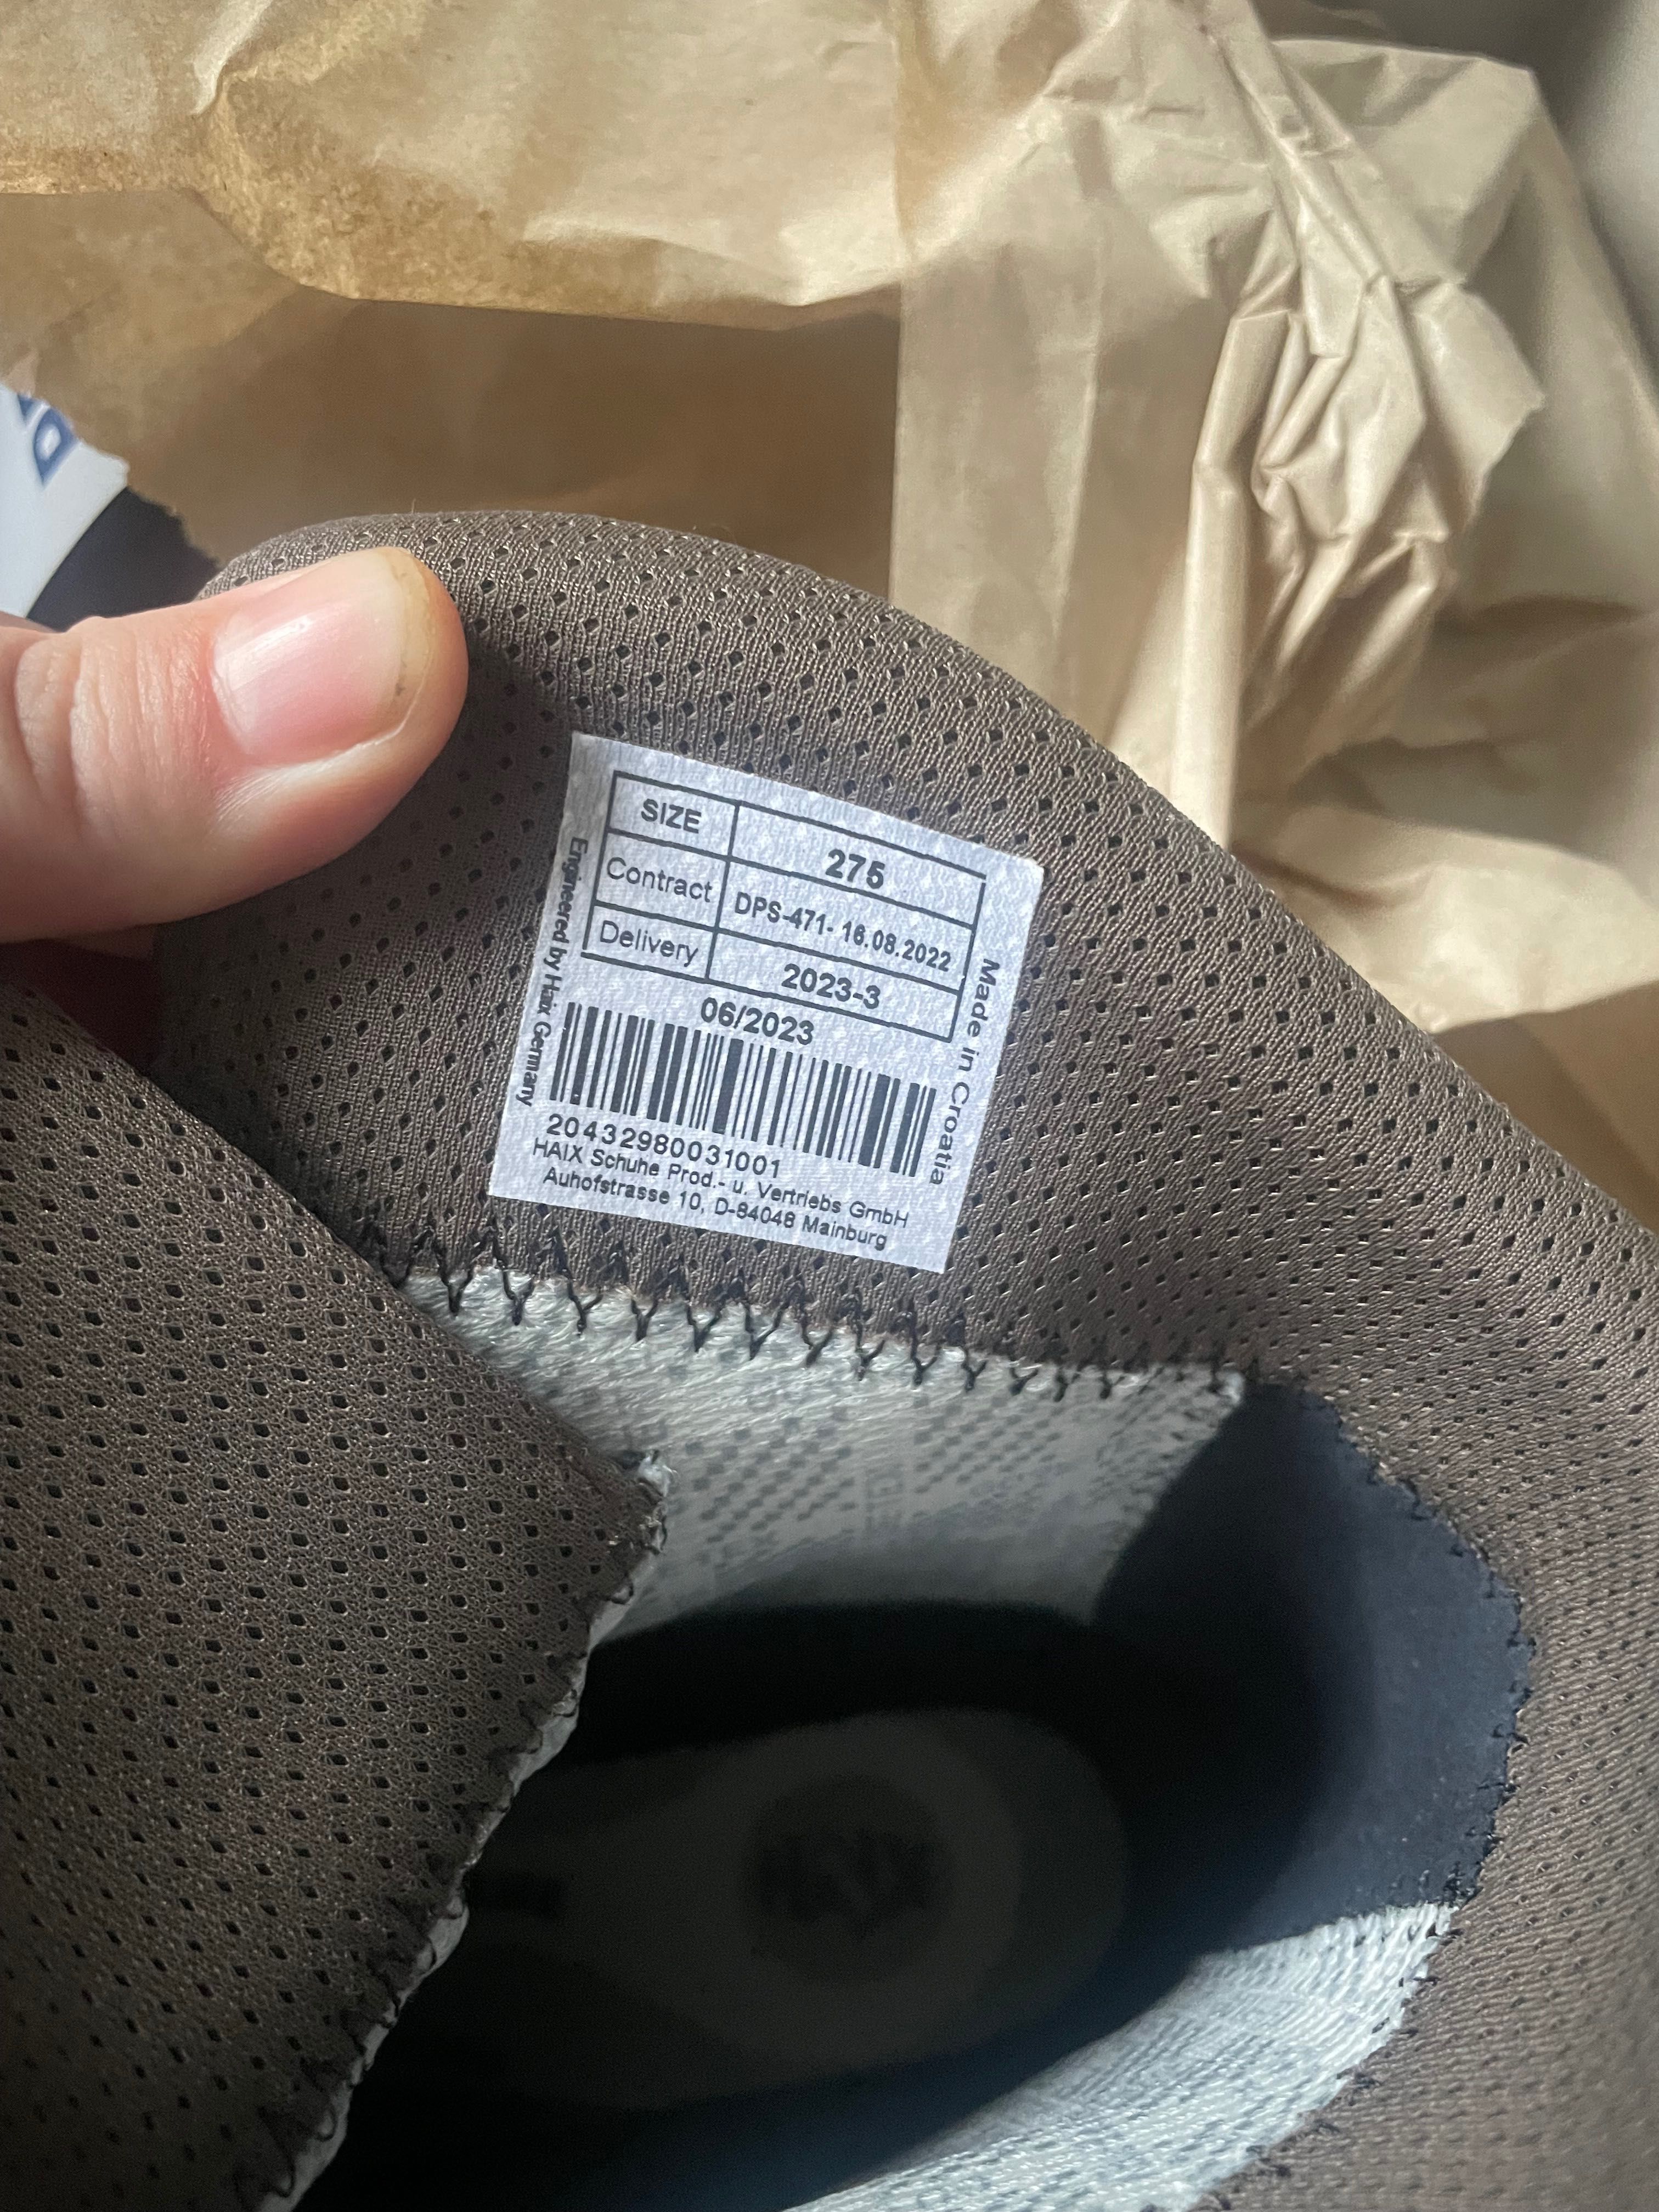 SIZE 275
Contract DPS-471- 16.08.2022
Delivery 2023-3
06/2023
20432980031001
HAIX Schuhe Prod.- u. Vertriebs GmbH
Auhofstrasse 10, D-84048 Mainburg
Engineered by Haix Germany
Made in Croatia